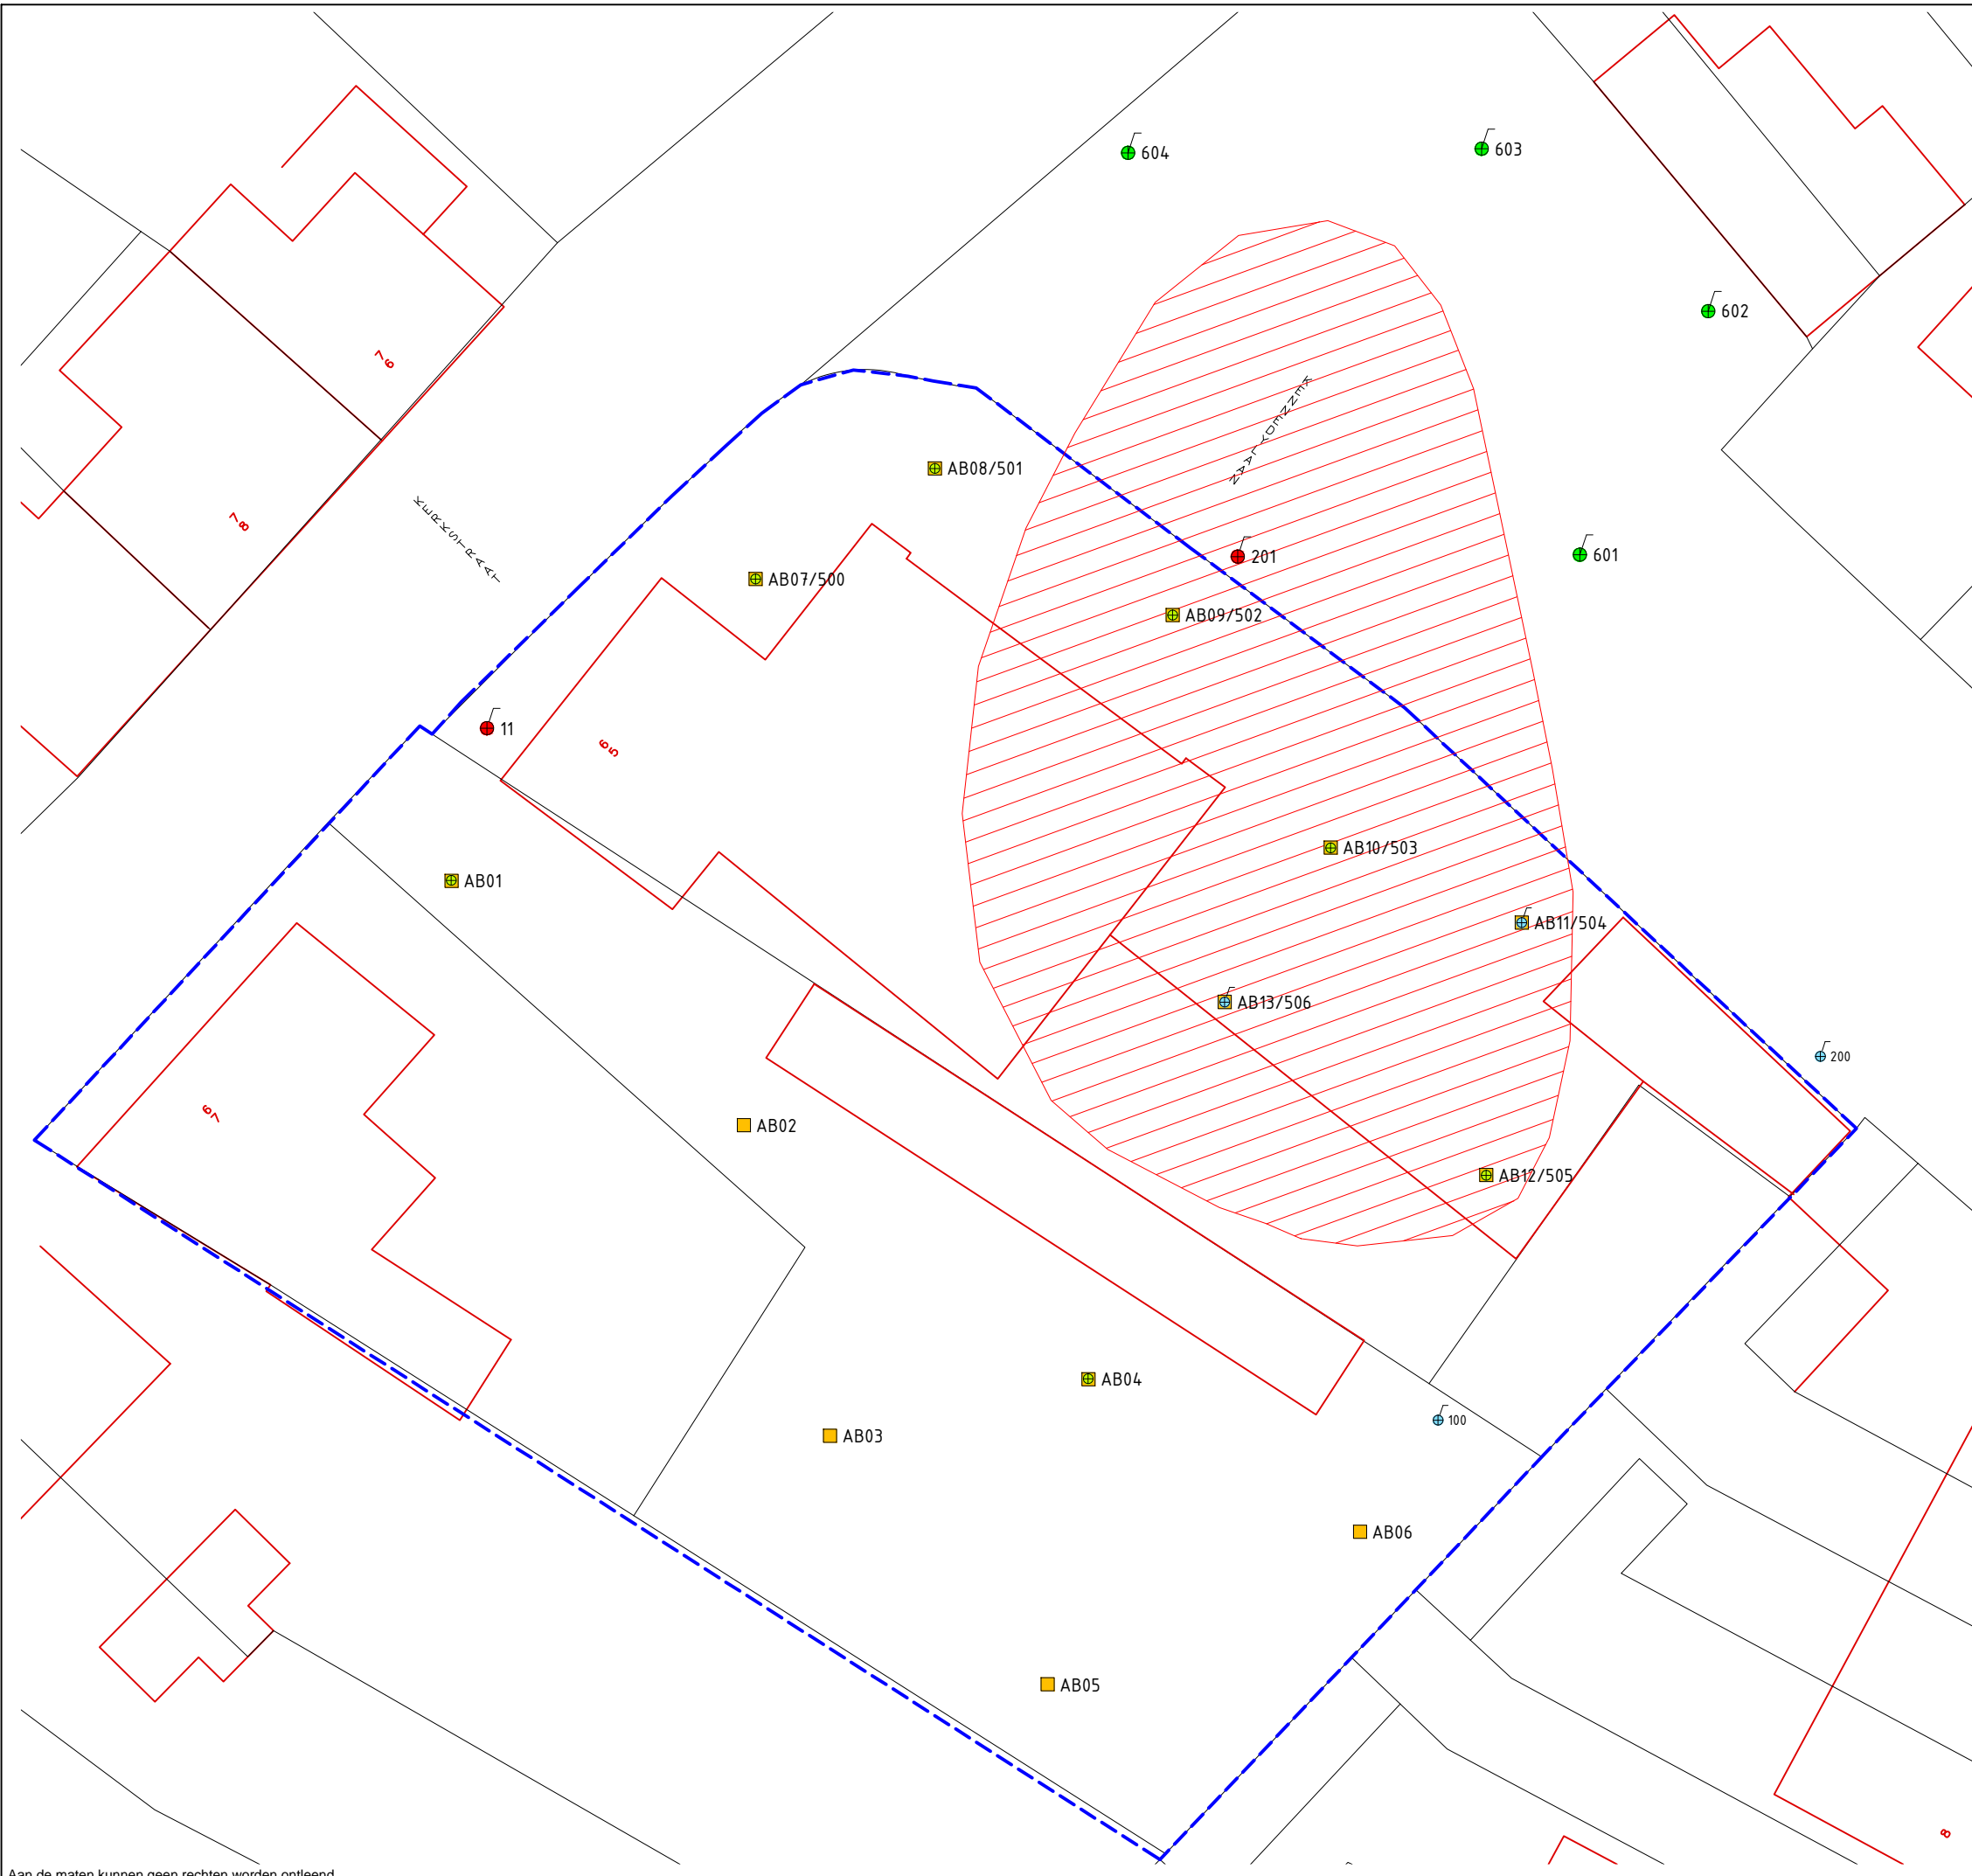 604
603
602
76
KENNEDYLAAN
AB08/501
78
KERKSTRAAT
201
601
AB07/500
AB09/502
11
65
AB10/503
AB01
AB11/504
AB13/506
200
67
AB02
AB12/505
AB04
100
AB03
AB06
AB05
8
Aan de maten kunnen geen rechten worden ontleend